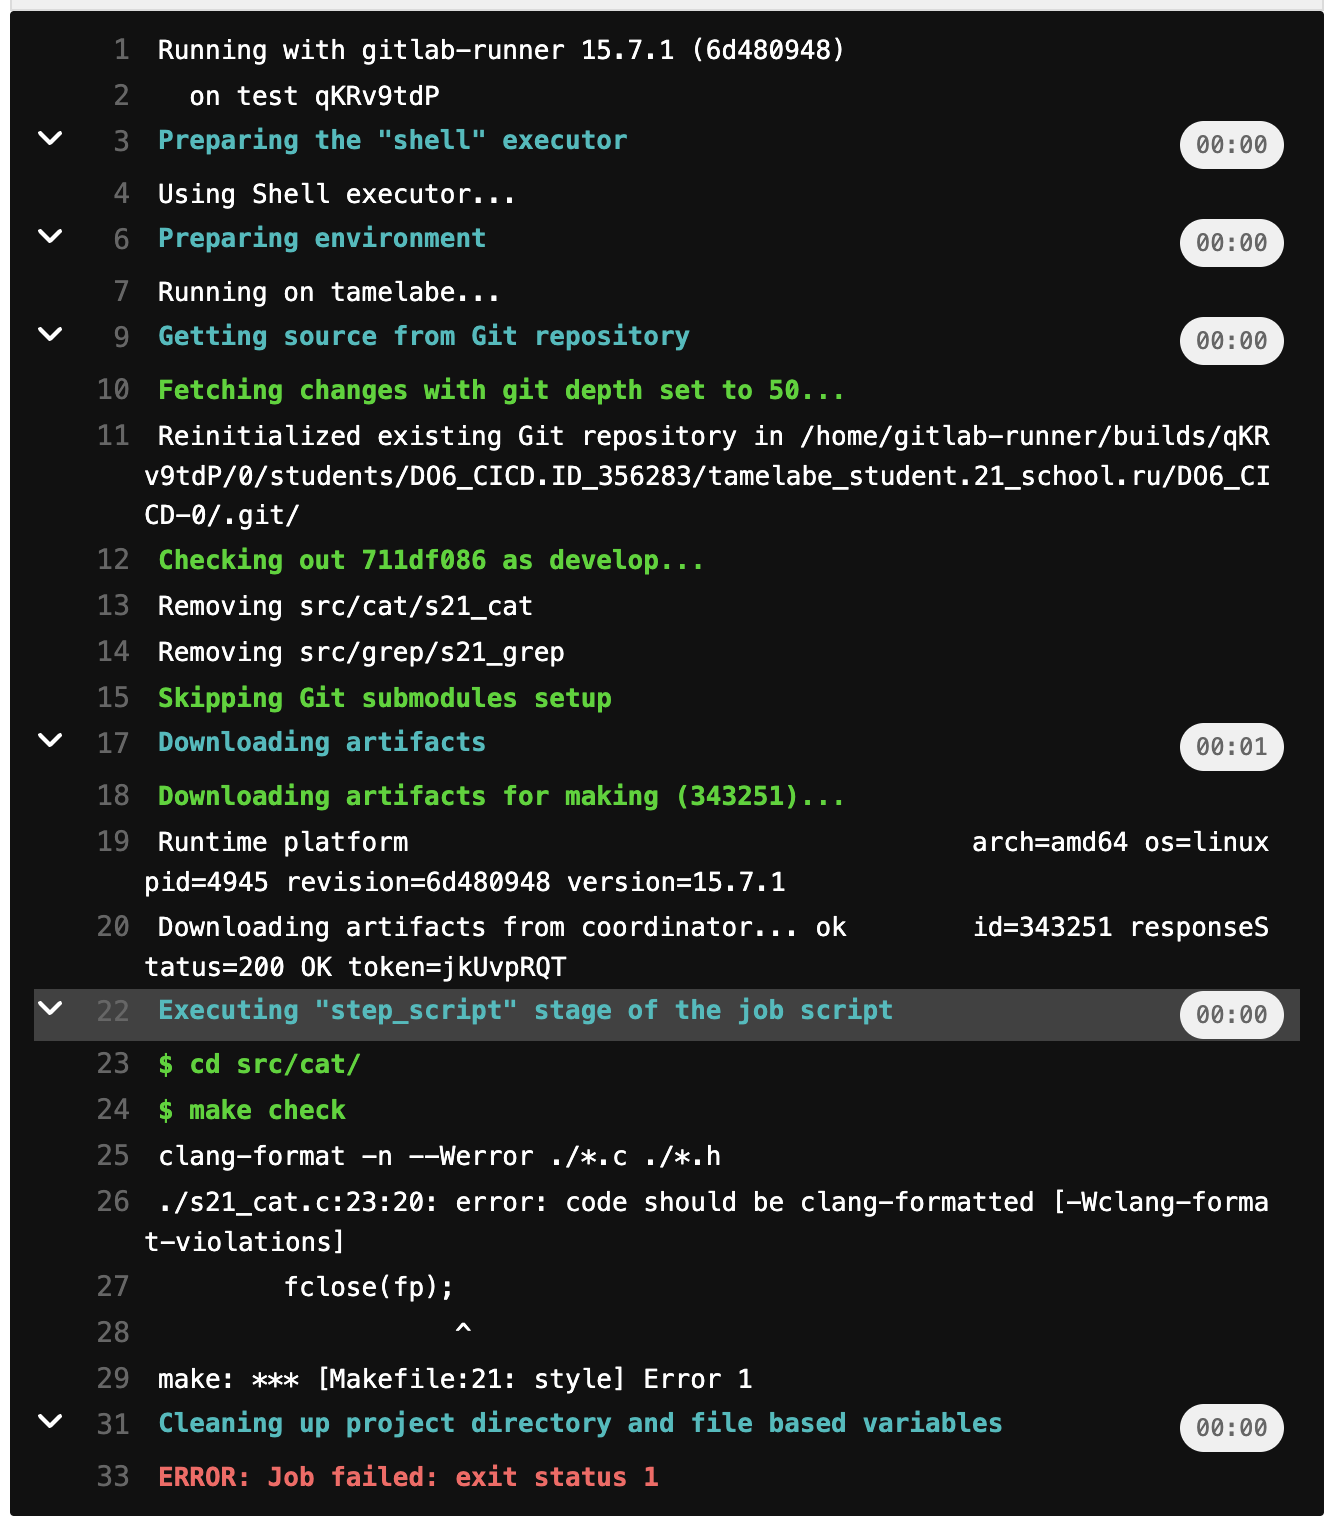 1 Running with gitlab-runner 15.7.1 (6d480948)
2   on test qKRv9tdP
3 Preparing the "shell" executor 00:00
4 Using Shell executor...
6 Preparing environment 00:00
7 Running on tamelabe...
9 Getting source from Git repository 00:00
10 Fetching changes with git depth set to 50...
11 Reinitialized existing Git repository in /home/gitlab-runner/builds/qKR
v9tdP/0/students/DO6_CICD.ID_356283/tamelabe_student.21_school.ru/DO6_CI
CD-0/.git/
12 Checking out 711df086 as develop...
13 Removing src/cat/s21_cat
14 Removing src/grep/s21_grep
15 Skipping Git submodules setup
17 Downloading artifacts 00:01
18 Downloading artifacts for making (343251)...
19 Runtime platform                                    arch=amd64 os=linux
pid=4945 revision=6d480948 version=15.7.1
20 Downloading artifacts from coordinator... ok        id=343251 responseS
tatus=200 OK token=jkUvpRQT
22 Executing "step_script" stage of the job script 00:00
23 $ cd src/cat/
24 $ make check
25 clang-format -n --Werror ./*.c ./*.h
26 ./s21_cat.c:23:20: error: code should be clang-formatted [-Wclang-forma
t-violations]
27         fclose(fp);
28                    ^
29 make: *** [Makefile:21: style] Error 1
31 Cleaning up project directory and file based variables 00:00
33 ERROR: Job failed: exit status 1